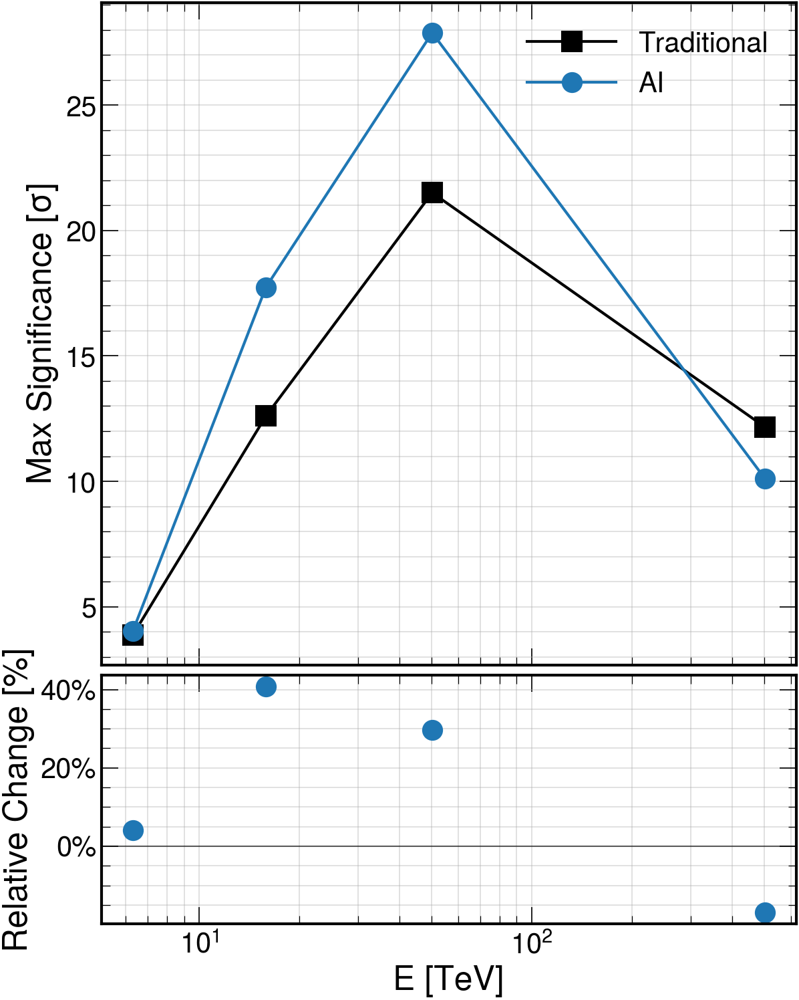 Traditional
AI
Max Significance [σ]
25
20
15
10
5
Relative Change [%]
40%
20%
0%
10¹
10²
E [TeV]